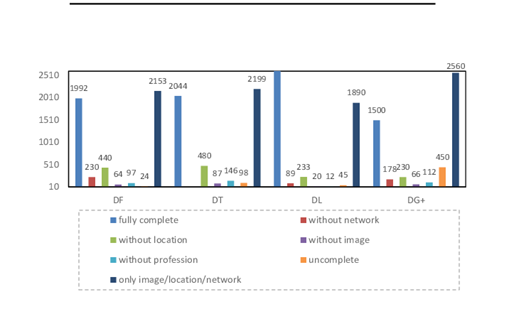 2560
2510
2153
2199
1992
2044
2010
1890
1510
1500
1010
510
440
480
450
230
233
230
178
146
64
97
24
87
98
89
20
12
45
66
112
10
DF
DT
DL
DG+
fully complete
without network
without location
without image
without profession
uncomplete
only image/location/network